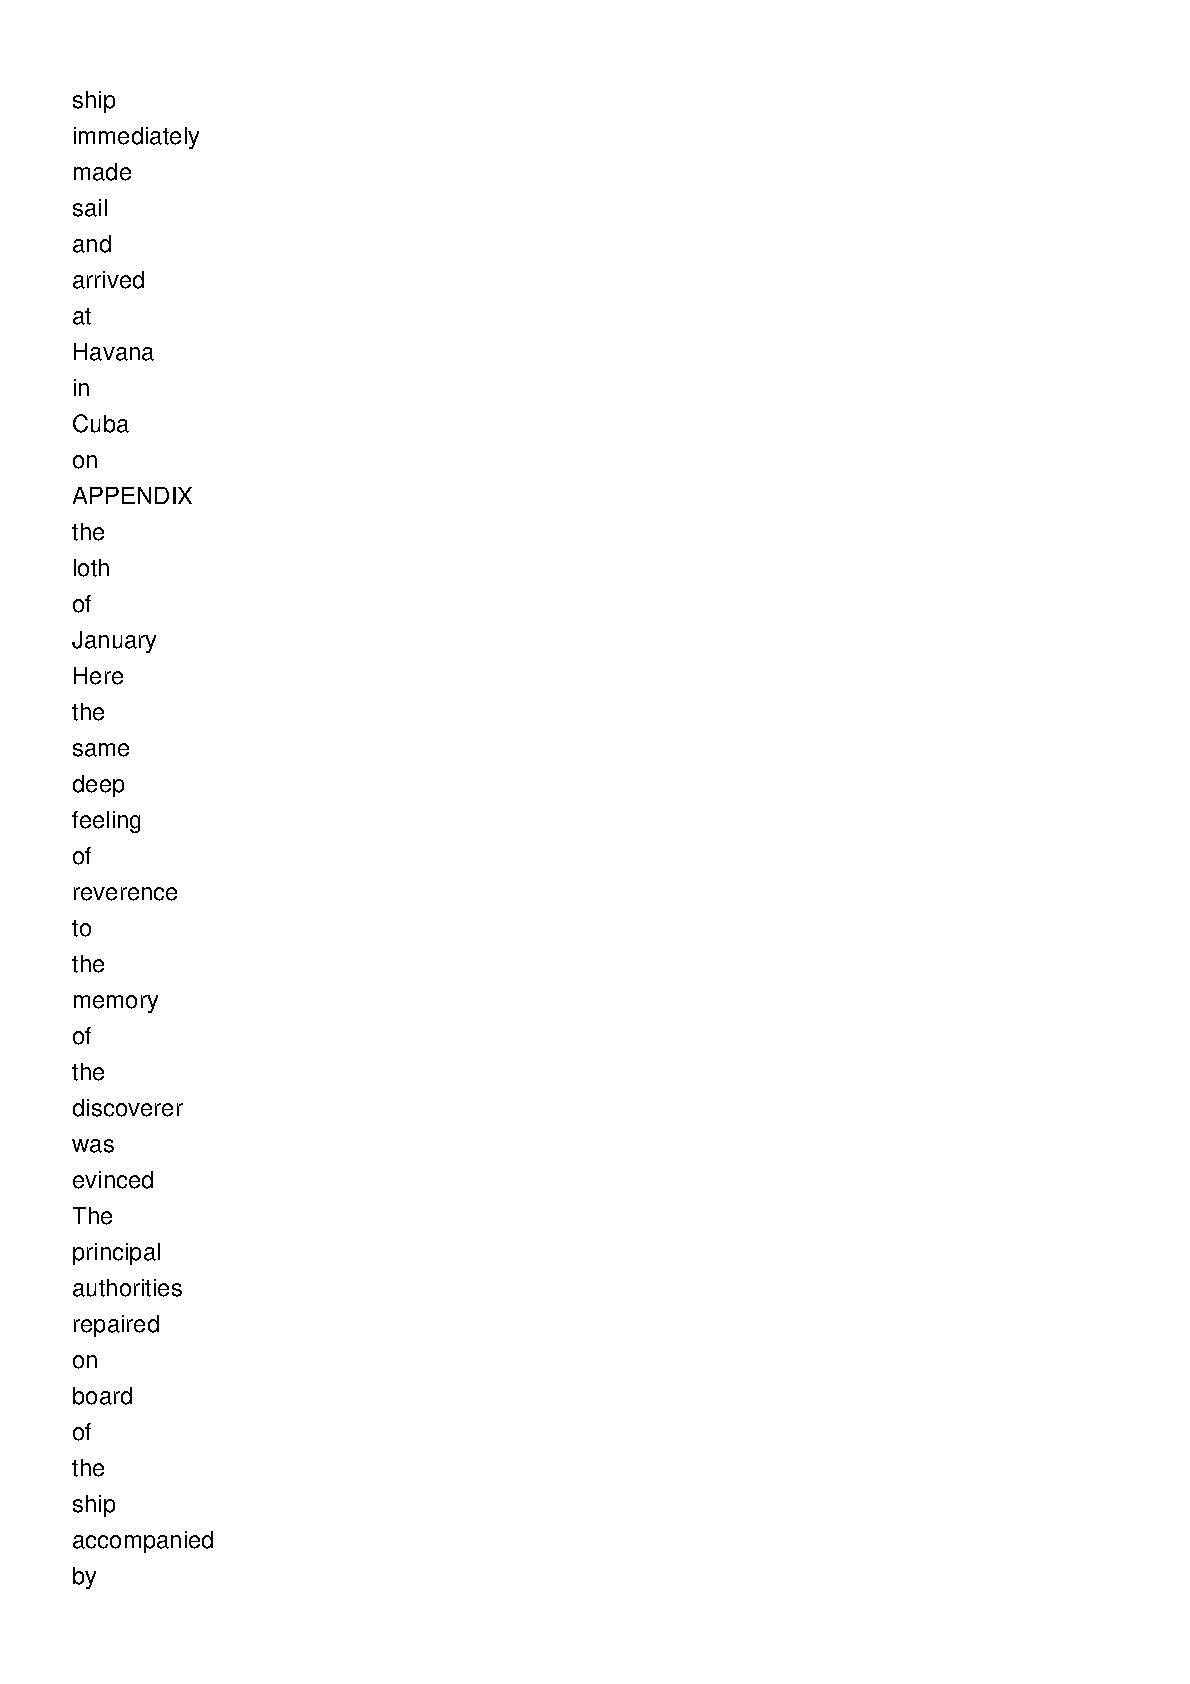 ship
immediately
made
sail
and
arrived
at
Havana
in
Cuba
on
APPENDIX
the
loth
of
January
Here
the
same
deep
feeling
of
reverence
to
the
memory
of
the
discoverer
was
evinced
The
principal
authorities
repaired
on
board
of
the
ship
accompanied
by